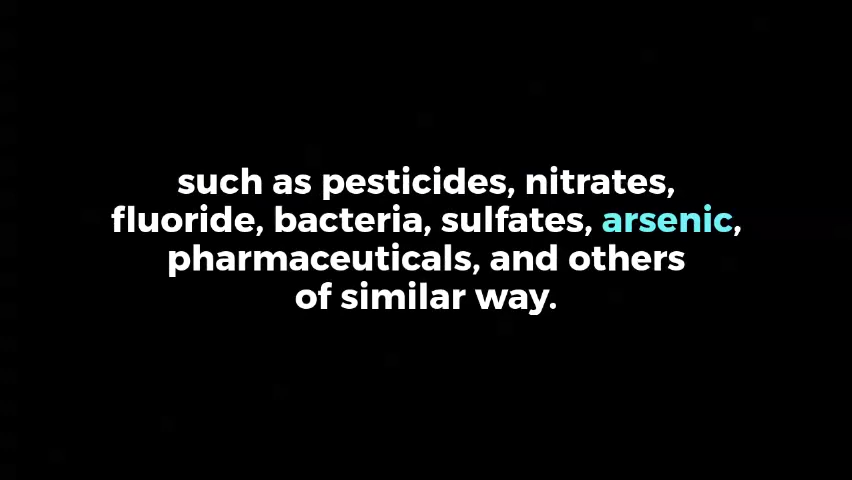 such as pesticides, nitrates,
fluoride, bacteria, sulfates, arsenic,
pharmaceuticals, and others
of similar way.